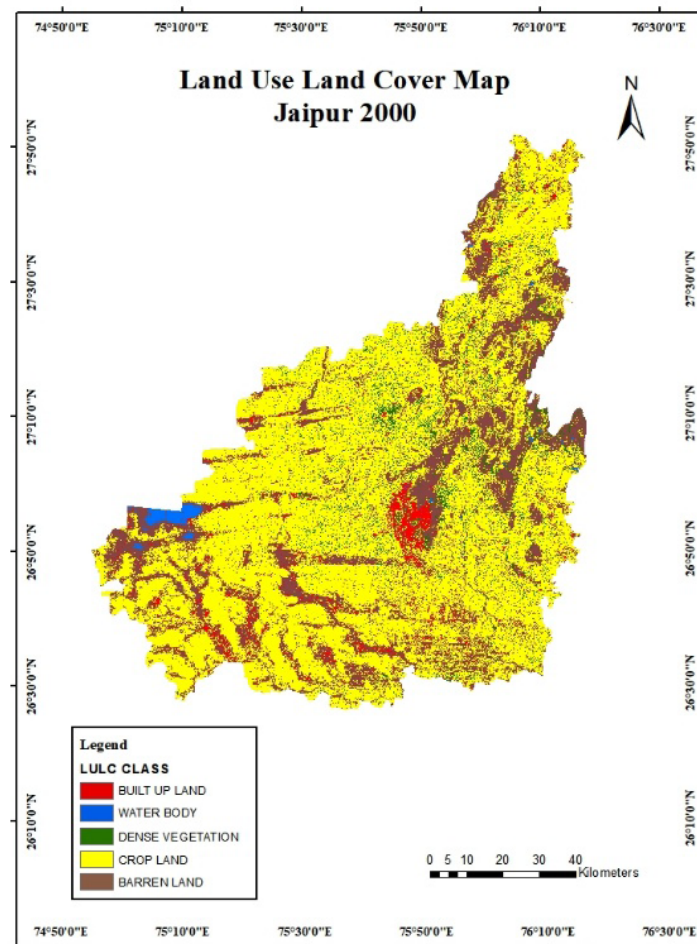 74°50'0"E 75°10'0"E 75°30'0"E 75°50'0"E 76°10'0"E 76°30'0"E
Land Use Land Cover Map
Jaipur 2000
N
27°50'0"N 27°50'0"N
27°30'0"N 27°30'0"N
27°10'0"N 27°10'0"N
26°50'0"N 26°50'0"N
26°30'0"N 26°30'0"N
26°10'0"N 26°10'0"N
Legend
LULC CLASS
BUILT UP LAND
WATER BODY
DENSE VEGETATION
CROP LAND
BARREN LAND
0 5 10 20 30 40
Kilometers
74°50'0"E 75°10'0"E 75°30'0"E 75°50'0"E 76°10'0"E 76°30'0"E